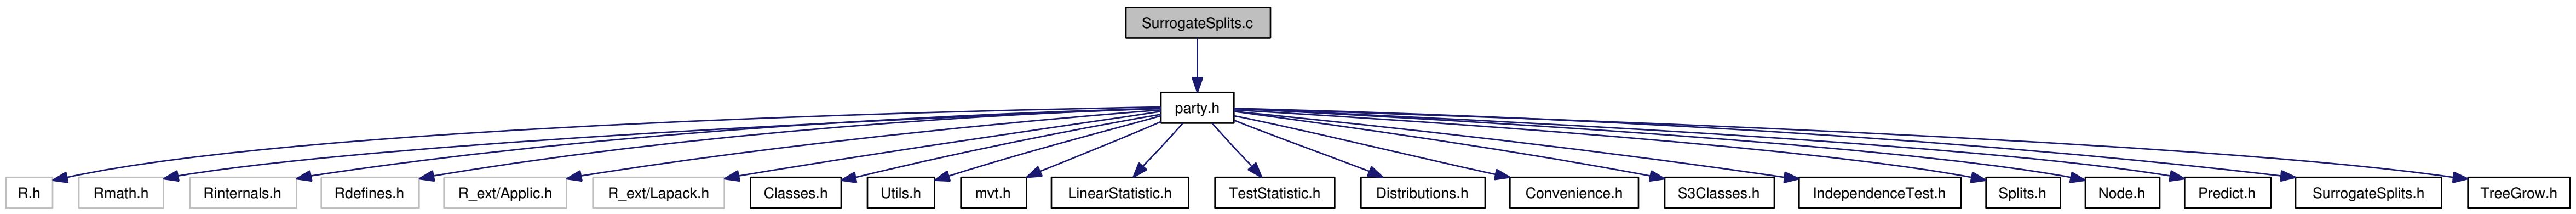 SurrogateSplits.c
party.h
R.h
Rmath.h
Rinternals.h
Rdefines.h
R_ext/Applic.h
R_ext/Lapack.h
Classes.h
Utils.h
mvt.h
LinearStatistic.h
TestStatistic.h
Distributions.h
Convenience.h
S3Classes.h
IndependenceTest.h
Splits.h
Node.h
Predict.h
SurrogateSplits.h
TreeGrow.h